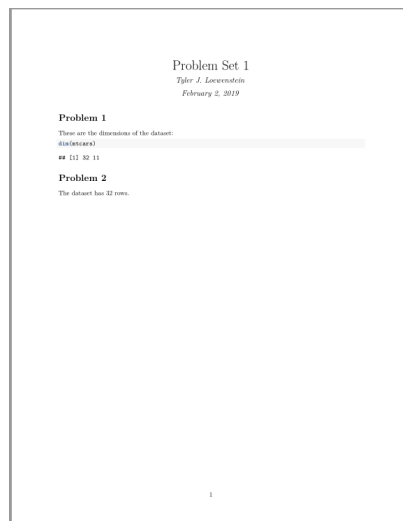 Problem Set 1
Tyler J. Loewenstein
February 2, 2019
Problem 1
These are the dimensions of the dataset:
dim(mtcars)
## [1] 32 11
Problem 2
The dataset has 32 rows.
1